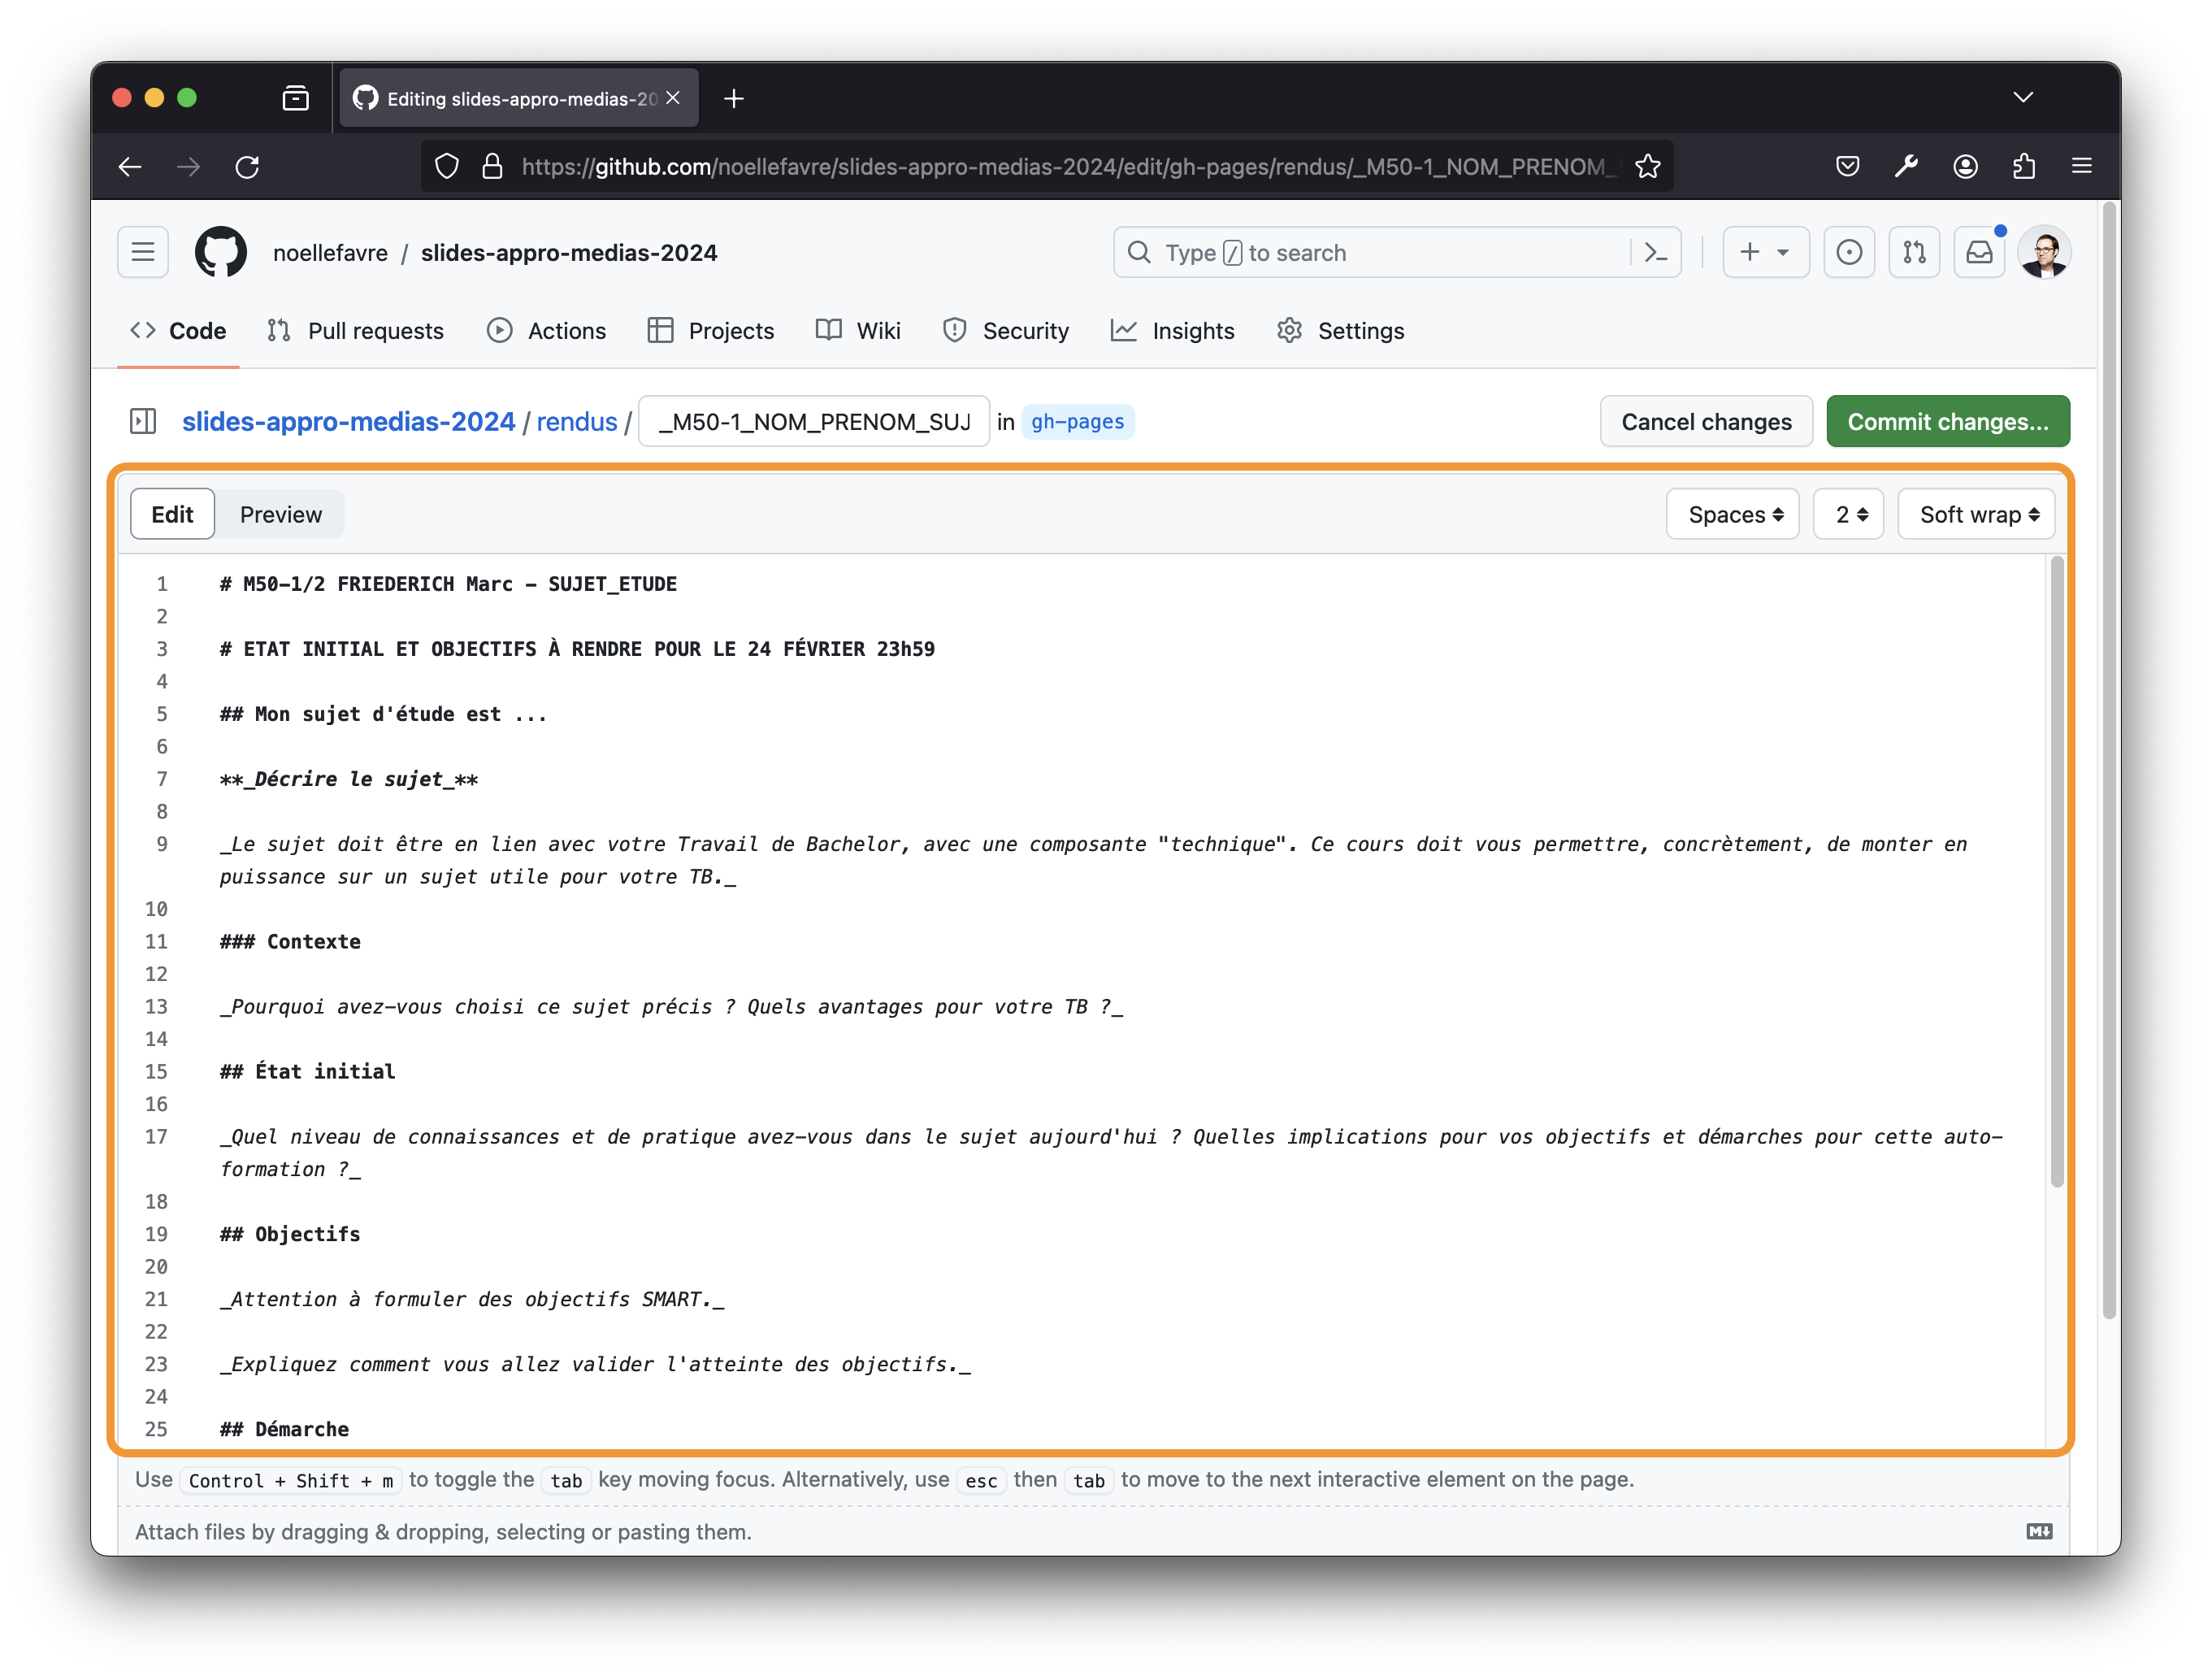 Editing slides-appro-medias-20
https://github.com/noellefavre/slides-appro-medias-2024/edit/gh-pages/rendus/_M50-1_NOM_PRENOM_
noellefavre / slides-appro-medias-2024
Type / to search
Code Pull requests Actions Projects Wiki Security Insights Settings
slides-appro-medias-2024 / rendus / _M50-1_NOM_PRENOM_SUJ in gh-pages Cancel changes Commit changes...
Edit Preview Spaces 2 Soft wrap
1 # M50-1/2 FRIEDERICH Marc - SUJET_ETUDE
2
3 # ETAT INITIAL ET OBJECTIFS À RENDRE POUR LE 24 FÉVRIER 23h59
4
5 ## Mon sujet d'étude est ...
6
7 **_Décrire le sujet_**
8
9 _Le sujet doit être en lien avec votre Travail de Bachelor, avec une composante "technique". Ce cours doit vous permettre, concrètement, de monter en
puissance sur un sujet utile pour votre TB._
10
11 ### Contexte
12
13 _Pourquoi avez-vous choisi ce sujet précis ? Quels avantages pour votre TB ?_
14
15 ## État initial
16
17 _Quel niveau de connaissances et de pratique avez-vous dans le sujet aujourd'hui ? Quelles implications pour vos objectifs et démarches pour cette auto-
formation ?_
18
19 ## Objectifs
20
21 _Attention à formuler des objectifs SMART._
22
23 _Expliquez comment vous allez valider l'atteinte des objectifs._
24
25 ## Démarche
Use Control + Shift + m to toggle the tab key moving focus. Alternatively, use esc then tab to move to the next interactive element on the page.
Attach files by dragging & dropping, selecting or pasting them.